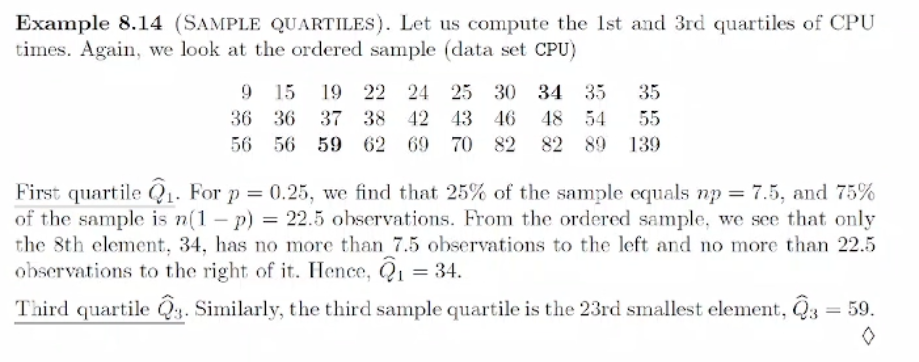 Example 8.14 (Sample quartiles). Let us compute the 1st and 3rd quartiles of CPU
times. Again, we look at the ordered sample (data set CPU)
9 15 19 22 24 25 30 34 35 35
36 36 37 38 42 43 46 48 54 55
56 56 59 62 69 70 82 82 89 139
First quartile Q̂₁. For p = 0.25, we find that 25% of the sample equals np = 7.5, and 75%
of the sample is n(1 − p) = 22.5 observations. From the ordered sample, we see that only
the 8th element, 34, has no more than 7.5 observations to the left and no more than 22.5
observations to the right of it. Hence, Q̂₁ = 34.
Third quartile Q̂₃. Similarly, the third sample quartile is the 23rd smallest element, Q̂₃ = 59.
◊